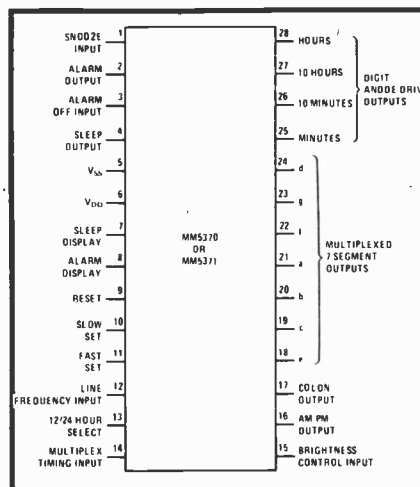 SNOOZE
INPUT
1
ALARM
OUTPUT
2
ALARM
OFF INPUT
3
SLEEP
OUTPUT
4
VSS
5
VDD
6
SLEEP
DISPLAY
7
ALARM
DISPLAY
8
RESET
9
SLOW
SET
10
FAST
SET
11
LINE
FREQUENCY INPUT
12
12/24 HOUR
SELECT
13
MULTIPLEX
TIMING INPUT
14
MM5370
OR
MM5371
28 HOURS
27 10 HOURS
26 10 MINUTES
25 MINUTES
DIGIT
ANODE DRIV
OUTPUTS
24 d
23 g
22 f
21 a
20 b
19 c
18 e
MULTIPLEXED
7 SEGMENT
OUTPUTS
17 COLON
OUTPUT
16 AM PM
OUTPUT
15 BRIGHTNESS
CONTROL INPUT